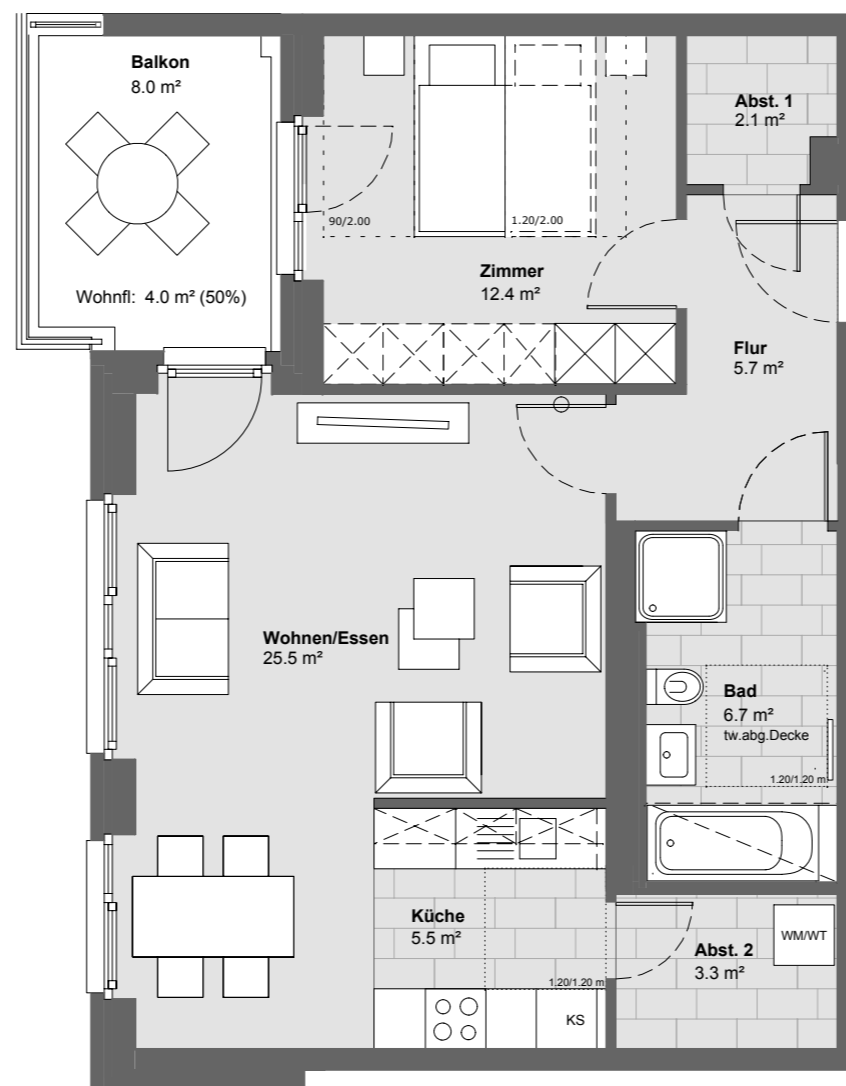 Balkon
8.0 m²
Abst. 1
2.1 m²
90/2.00
1.20/2.00
Zimmer
12.4 m²
Wohnfl: 4.0 m² (50%)
Flur
5.7 m²
Wohnen/Essen
25.5 m²
Bad
6.7 m²
tw.abg.Decke
1.20/1.20 m
Küche
5.5 m²
WM/WT
Abst. 2
3.3 m²
1.20/1.20 m
KS